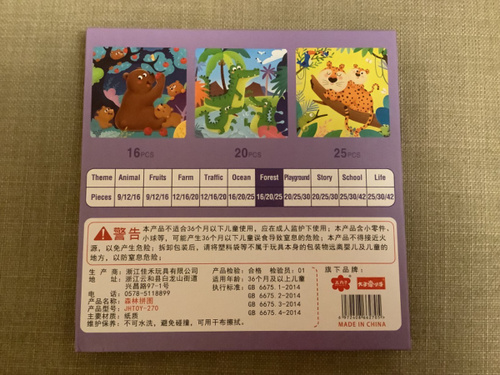 16PCS 20PCS 25PCS
Theme Animal Fruits Farm Traffic Ocean Forest Playground Story School Life
Pieces 9/12/16 9/12/16 12/16/20 12/16/20 16/20/25 16/20/25 20/25/30 20/25/30 25/30/42 25/30/42
警告 本产品不适合36个月以下儿童使用，应在成人监护下使用；本产品含小零件，
小球等，可能产生36个月以下儿童误食导致窒息的危险；本产品不得接近火
源，以免产生危险；拆卸包装后，请将塑料袋等不属于玩具本身的包装物远离婴儿及儿童的
地方，以防窒息危险。
生产商：浙江佳禾玩具有限公司
地址：浙江云和县白龙山街道
兴昌路97-1号
电话：0578-5118899
产品名称：森林拼图
产品型号：JHTOY-270
主要材质：纸质
维护保养：不可水洗，避免碰撞，可用干布擦拭。
产品检验：合格 检验员：01
适用年龄：36个月及以上儿童
执行标准：GB 6675.1-2014
GB 6675.2-2014
GB 6675.3-2014
GB 6675.4-2014
旗下品牌：
MADE IN CHINA